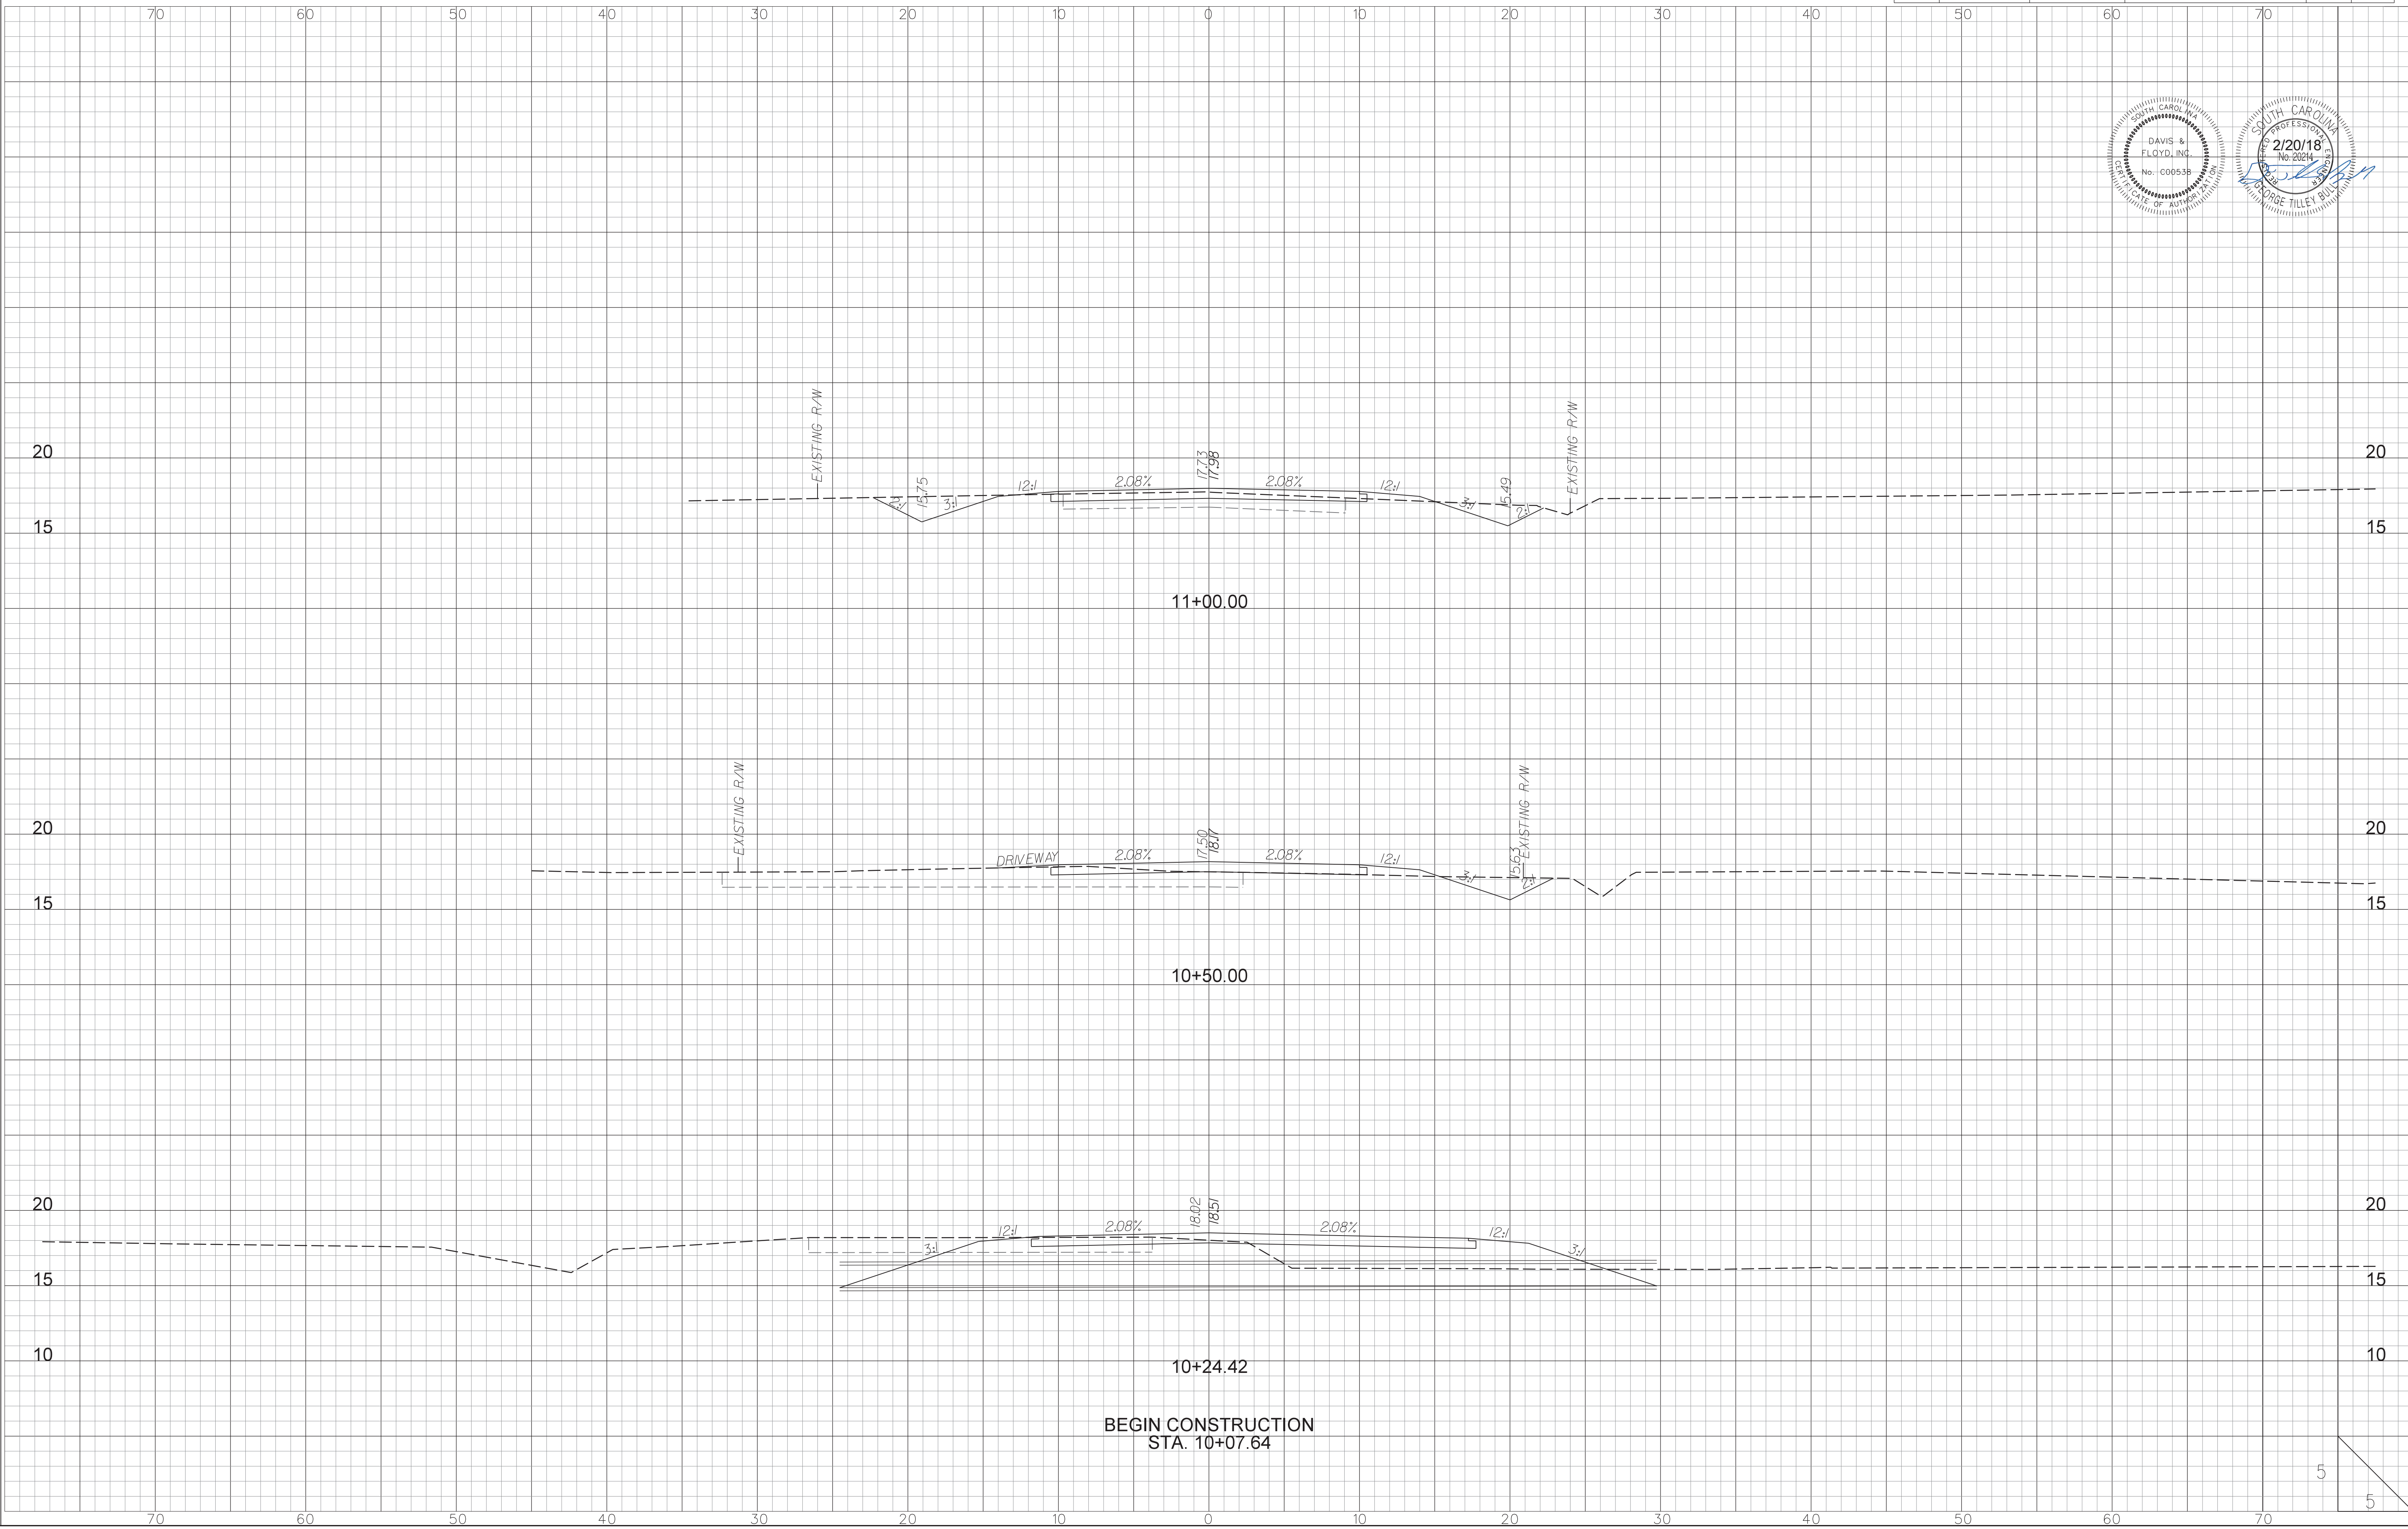 70 60 50 40 30 20 10 0 10 20 30 40 50 60 70
SOUTH CAROLINA
DAVIS &
FLOYD, INC.
No. C00538
CERTIFICATE OF AUTHORIZATION
SOUTH CAROLINA
REGISTERED PROFESSIONAL ENGINEER
2/20/18
No. 20214
GEORGE TILLEY BULL
EXISTING R/W
EXISTING R/W
20 20
17.73
17.98
2:1 15.75 3:1 12:1 2.08% 2.08% 12:1 3:1 15.49 2:1
15 15
11+00.00
EXISTING R/W
EXISTING R/W
20 20
17.50
18.17
DRIVEWAY 2.08% 2.08% 12:1 3:1 15.63 2:1
15 15
10+50.00
20 20
18.02
18.51
3:1 12:1 2.08% 2.08% 12:1 3:1
15 15
10 10
10+24.42
BEGIN CONSTRUCTION
STA. 10+07.64
5
5
70 60 50 40 30 20 10 0 10 20 30 40 50 60 70